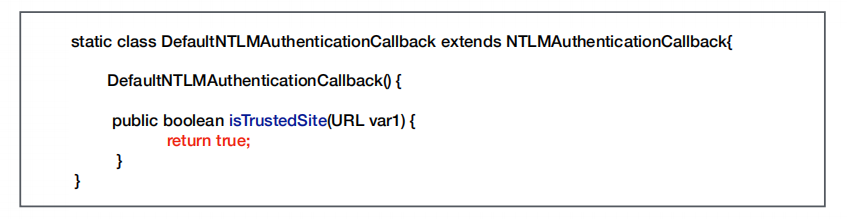 static class DefaultNTLMAuthenticationCallback extends NTLMAuthenticationCallback{
DefaultNTLMAuthenticationCallback() {
public boolean isTrustedSite(URL var1) {
return true;
}
}